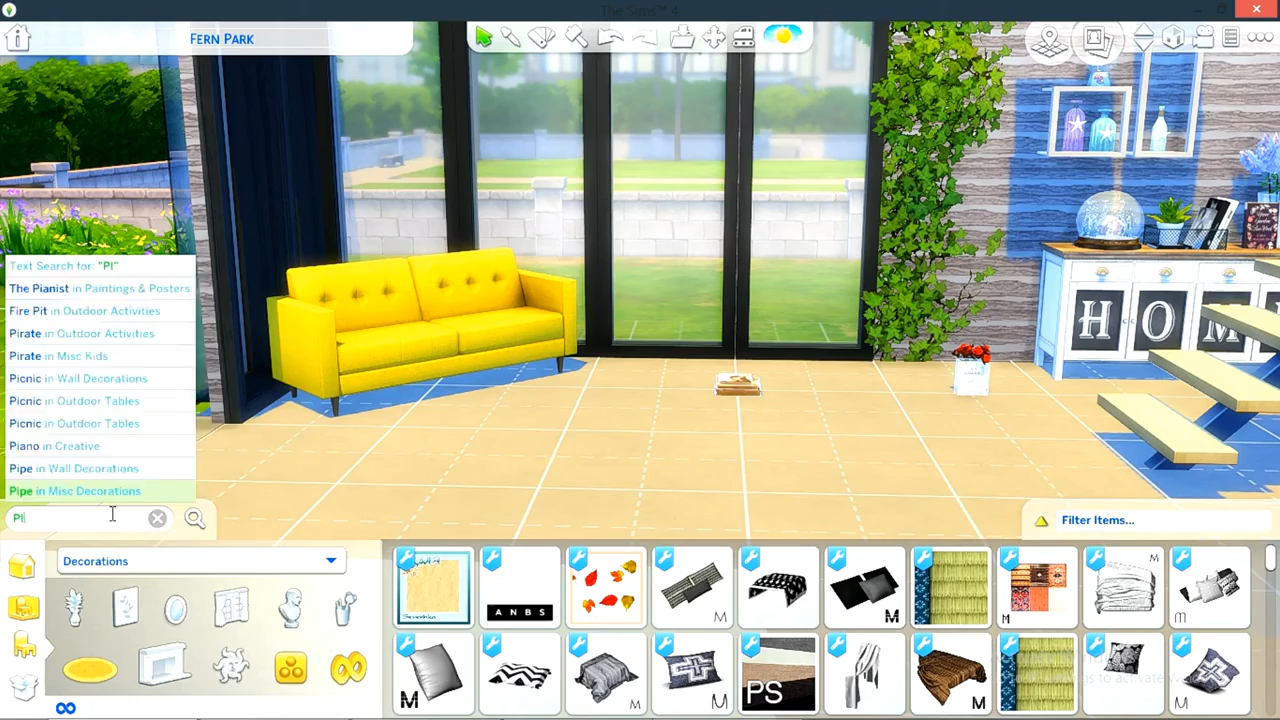 The Sims™ 4
FERN PARK
Text Search for: "PI"
The Pianist in Paintings & Posters
Fire Pit in Outdoor Activities
Pirate in Outdoor Activities
Pirate in Misc Kids
Picnic in Wall Decorations
Picnic in Outdoor Tables
Picnic in Outdoor Tables
Piano in Creative
Pipe in Wall Decorations
Pipe in Misc Decorations
PI
Filter Items...
Decorations
HOM
ANBS
M
M
M
M
m
M
M
M
PS
M
M